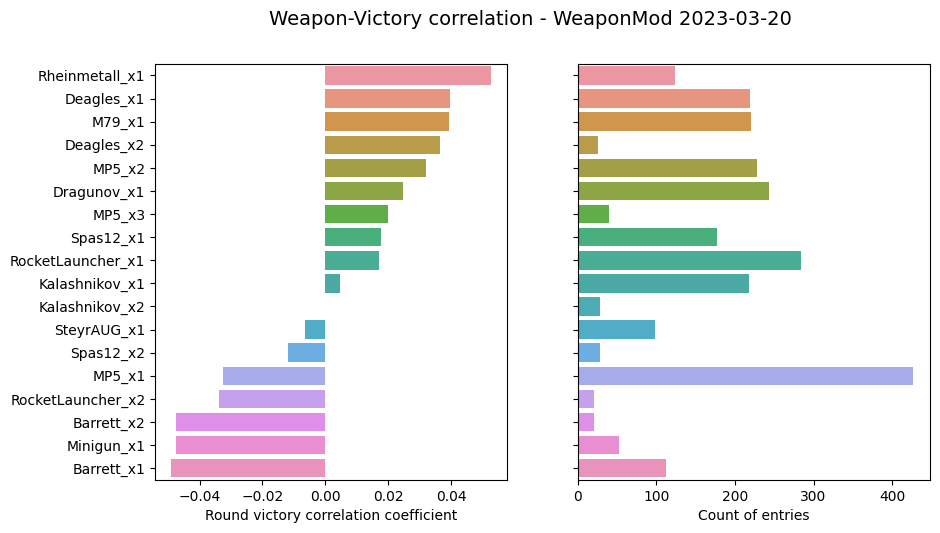 Weapon-Victory correlation - WeaponMod 2023-03-20
Rheinmetall_x1
Deagles_x1
M79_x1
Deagles_x2
MP5_x2
Dragunov_x1
MP5_x3
Spas12_x1
RocketLauncher_x1
Kalashnikov_x1
Kalashnikov_x2
SteyrAUG_x1
Spas12_x2
MP5_x1
RocketLauncher_x2
Barrett_x2
Minigun_x1
Barrett_x1
−0.04 −0.02 0.00 0.02 0.04
Round victory correlation coefficient
0 100 200 300 400
Count of entries